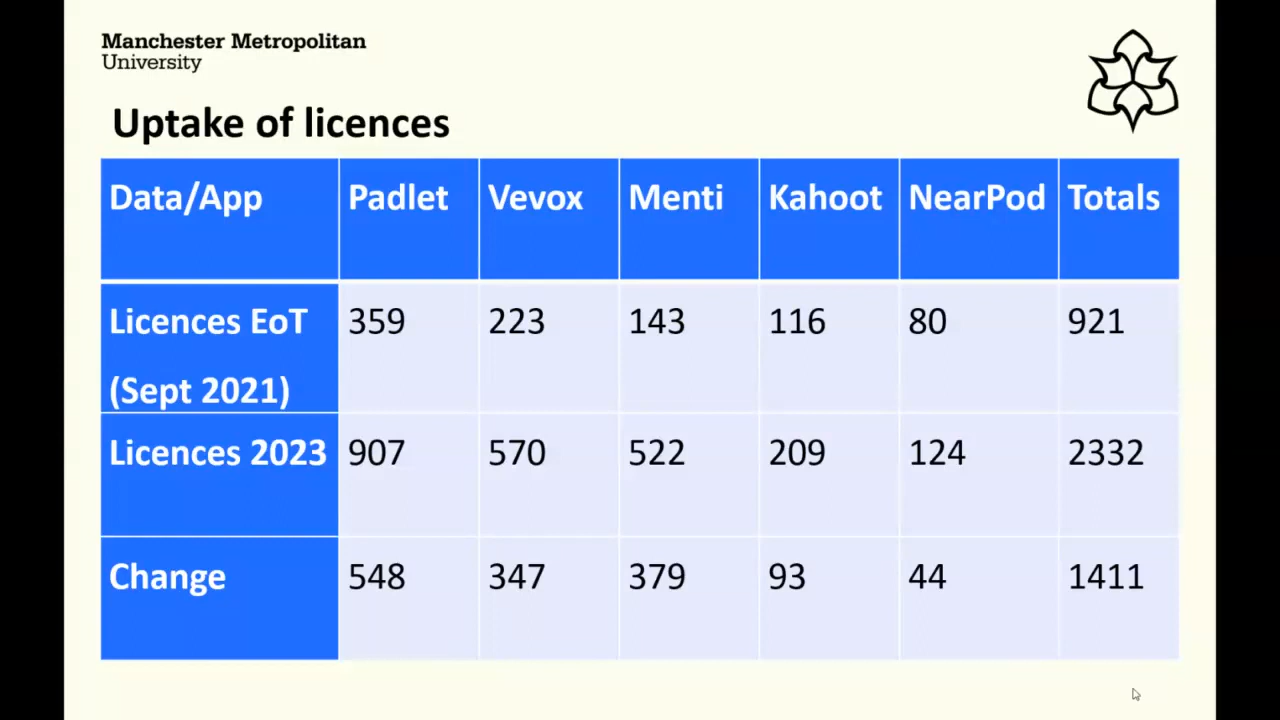 Manchester Metropolitan
University
Uptake of licences
Data/App Padlet Vevox Menti Kahoot NearPod Totals
Licences EoT 359 223 143 116 80 921
(Sept 2021)
Licences 2023 907 570 522 209 124 2332
Change 548 347 379 93 44 1411